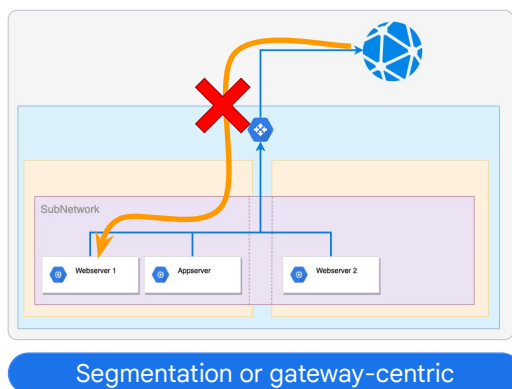 SubNetwork
Webserver 1
Appserver
Webserver 2
Segmentation or gateway-centric